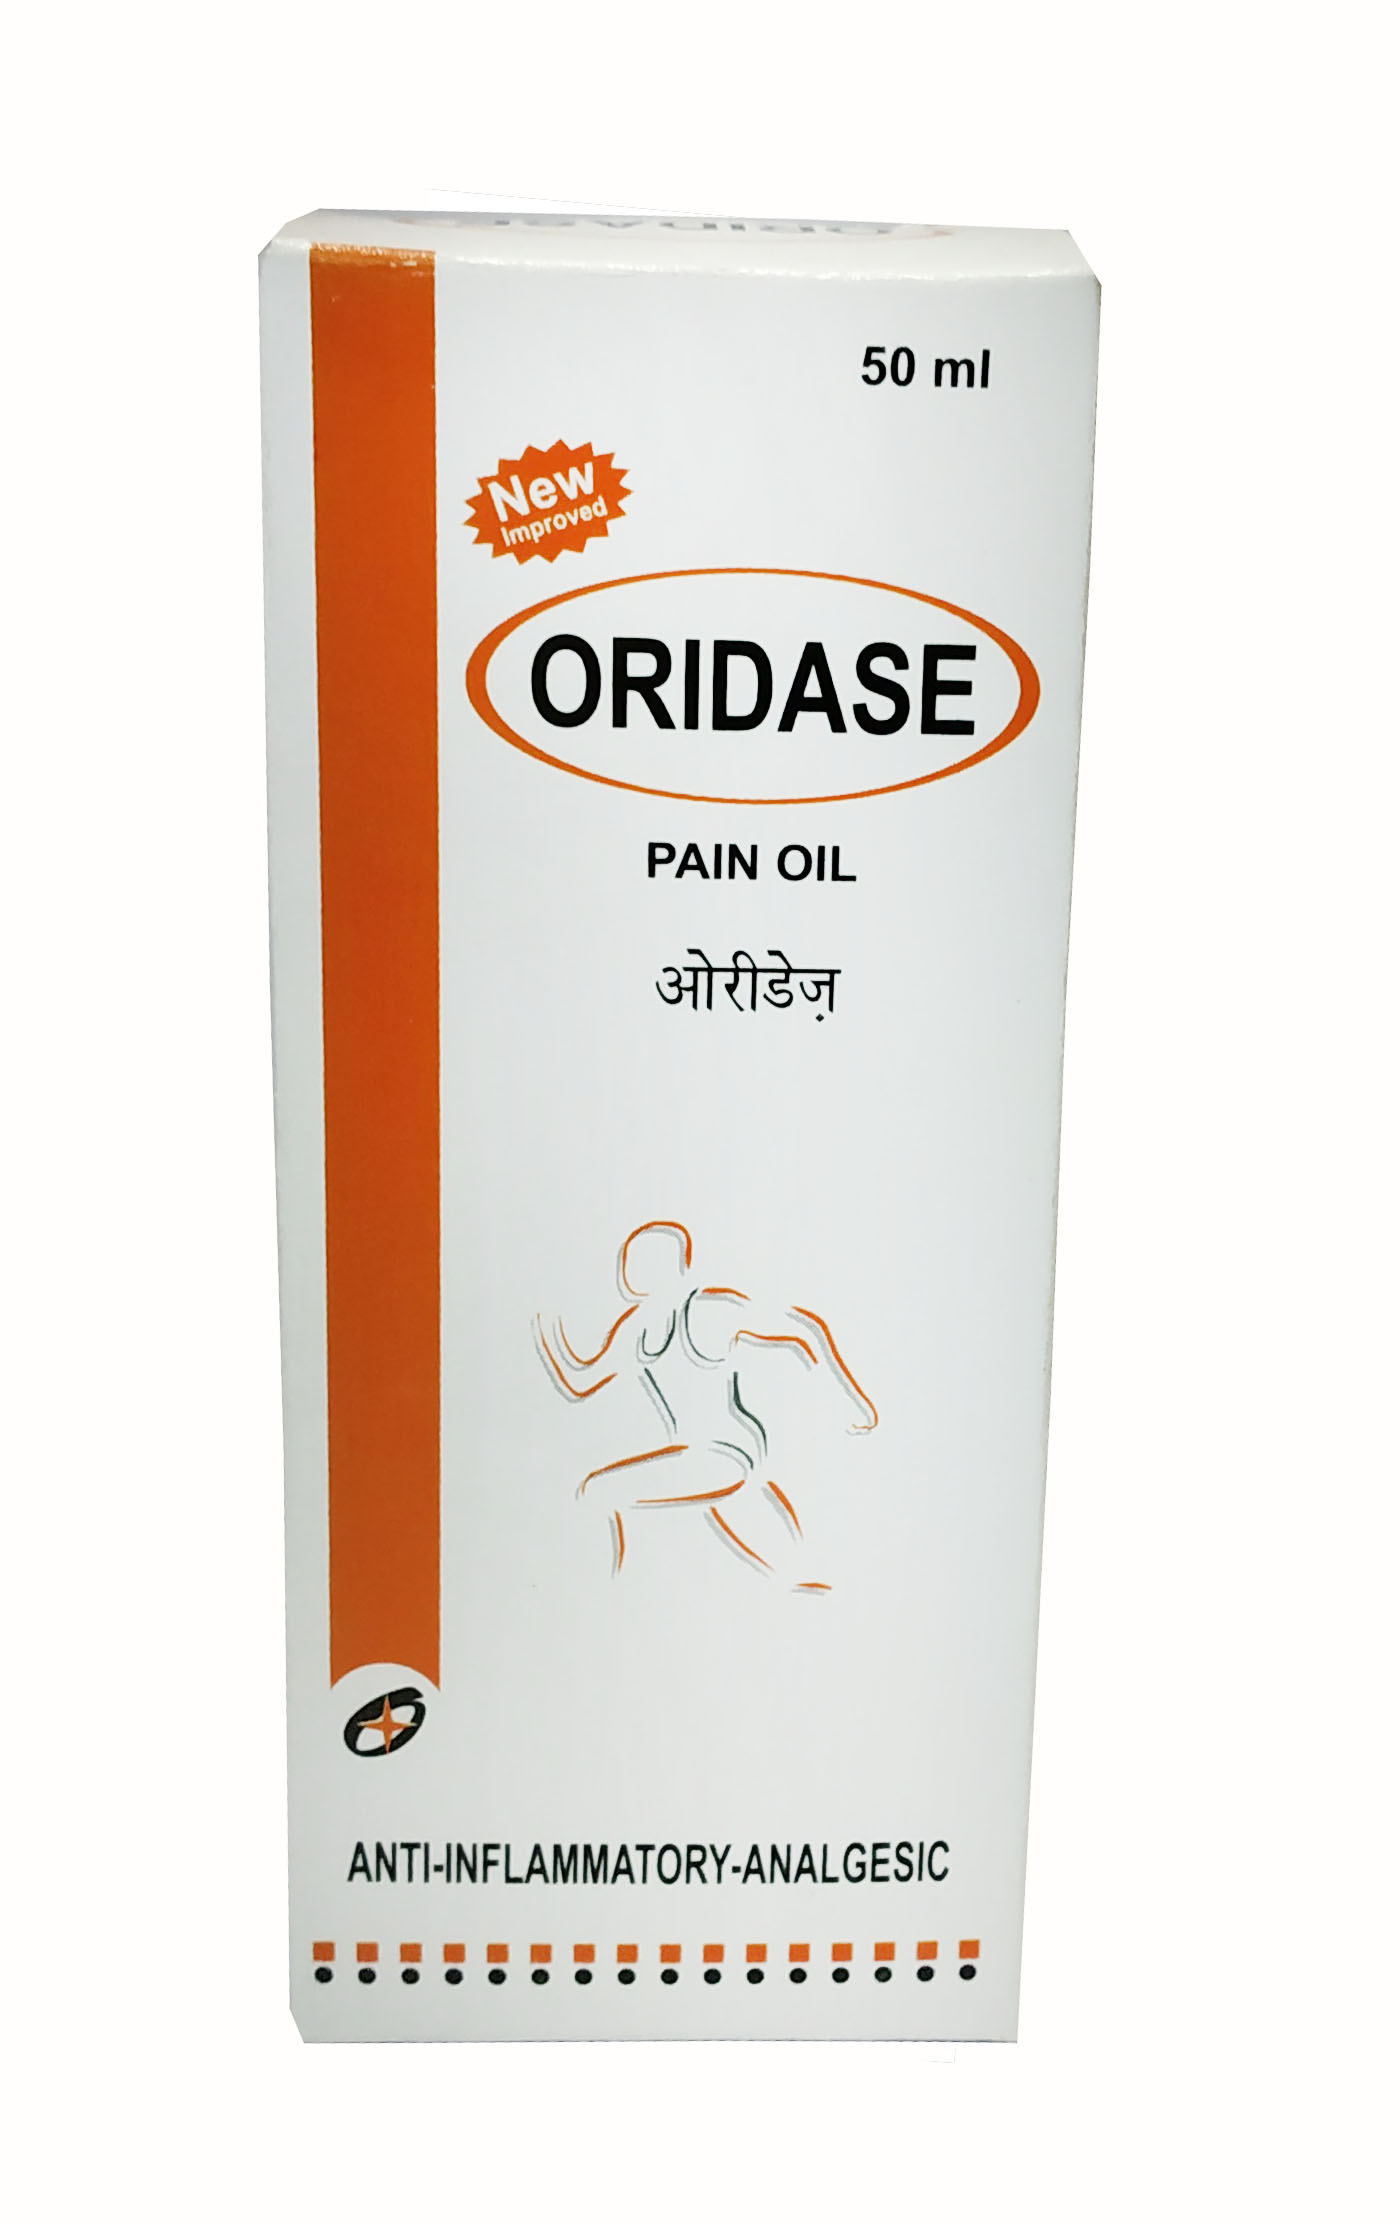 50 ml
New
Improved
ORIDASE
PAIN OIL
ओरीडेज़
ANTI-INFLAMMATORY-ANALGESIC